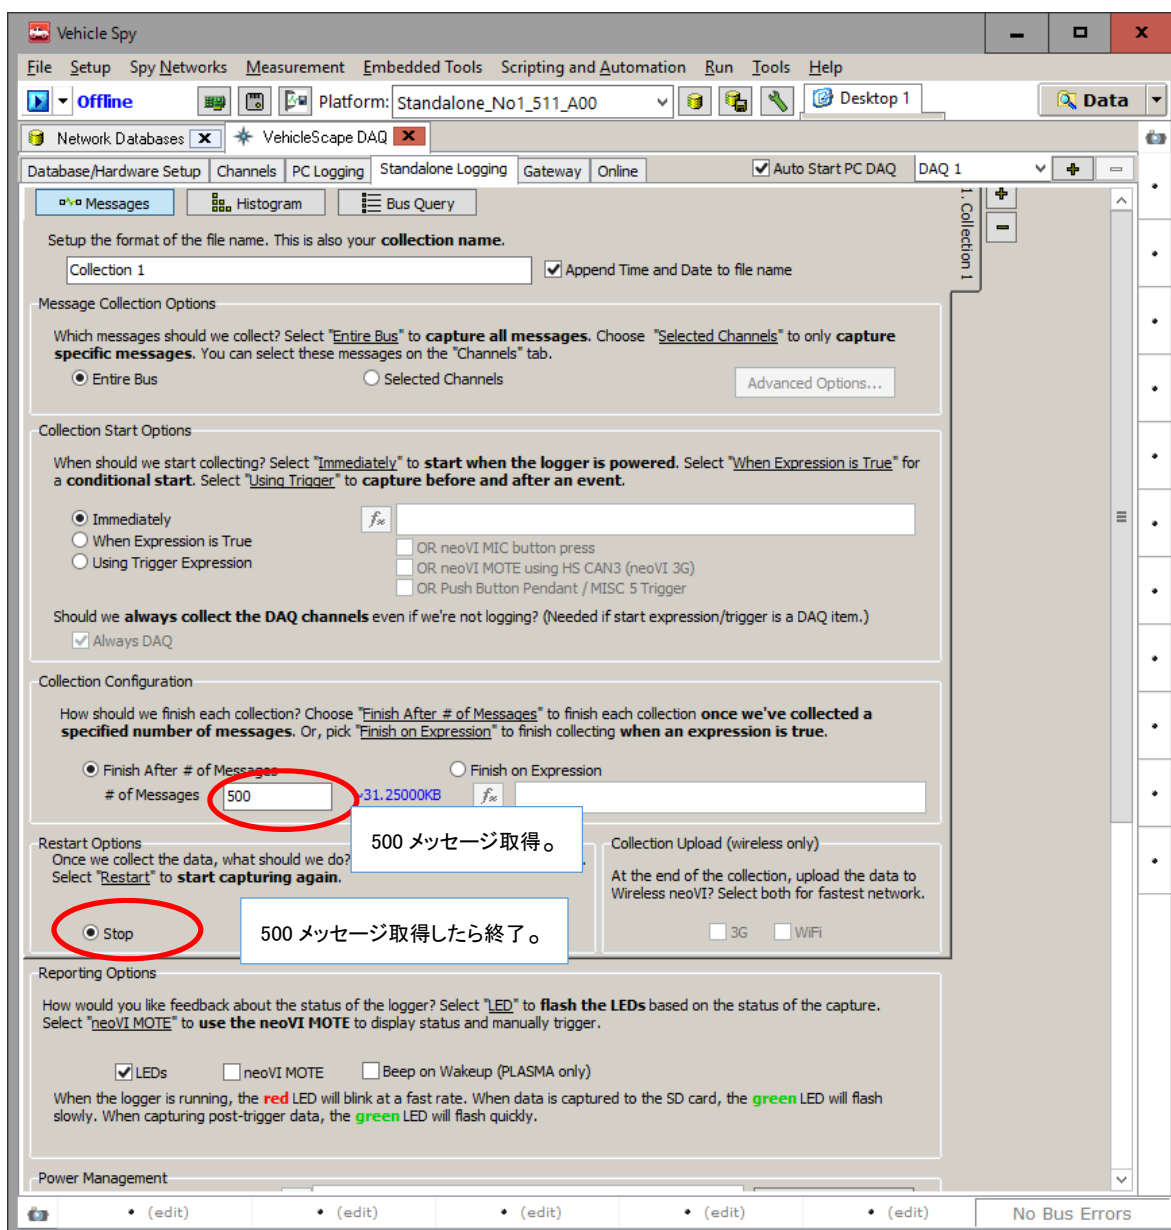 Vehicle Spy
File Setup Spy Networks Measurement Embedded Tools Scripting and Automation Run Tools Help
Offline Platform: Standalone_No1_511_A00 Desktop 1 Data
Network Databases VehicleScape DAQ
Database/Hardware Setup Channels PC Logging Standalone Logging Gateway Online Auto Start PC DAQ DAQ 1
Messages Histogram Bus Query
1. Collection 1
Setup the format of the file name. This is also your collection name.
Collection 1 Append Time and Date to file name
Message Collection Options
Which messages should we collect? Select "Entire Bus" to capture all messages. Choose "Selected Channels" to only capture
specific messages. You can select these messages on the "Channels" tab.
Entire Bus Selected Channels Advanced Options...
Collection Start Options
When should we start collecting? Select "Immediately" to start when the logger is powered. Select "When Expression is True" for
a conditional start. Select "Using Trigger" to capture before and after an event.
Immediately fx
When Expression is True OR neoVI MIC button press
Using Trigger Expression OR neoVI MOTE using HS CAN3 (neoVI 3G)
OR Push Button Pendant / MISC 5 Trigger
Should we always collect the DAQ channels even if we're not logging? (Needed if start expression/trigger is a DAQ item.)
Always DAQ
Collection Configuration
How should we finish each collection? Choose "Finish After # of Messages" to finish each collection once we've collected a
specified number of messages. Or, pick "Finish on Expression" to finish collecting when an expression is true.
Finish After # of Messages Finish on Expression
# of Messages 500 ~31.25000KB fx
500 メッセージ取得。
Restart Options
Once we collect the data, what should we do?
Select "Restart" to start capturing again.
Stop
500 メッセージ取得したら終了。
Collection Upload (wireless only)
At the end of the collection, upload the data to
Wireless neoVI? Select both for fastest network.
3G WiFi
Reporting Options
How would you like feedback about the status of the logger? Select "LED" to flash the LEDs based on the status of the capture.
Select "neoVI MOTE" to use the neoVI MOTE to display status and manually trigger.
LEDs neoVI MOTE Beep on Wakeup (PLASMA only)
When the logger is running, the red LED will blink at a fast rate. When data is captured to the SD card, the green LED will flash
slowly. When capturing post-trigger data, the green LED will flash quickly.
Power Management
(edit) (edit) (edit) (edit) (edit) No Bus Errors